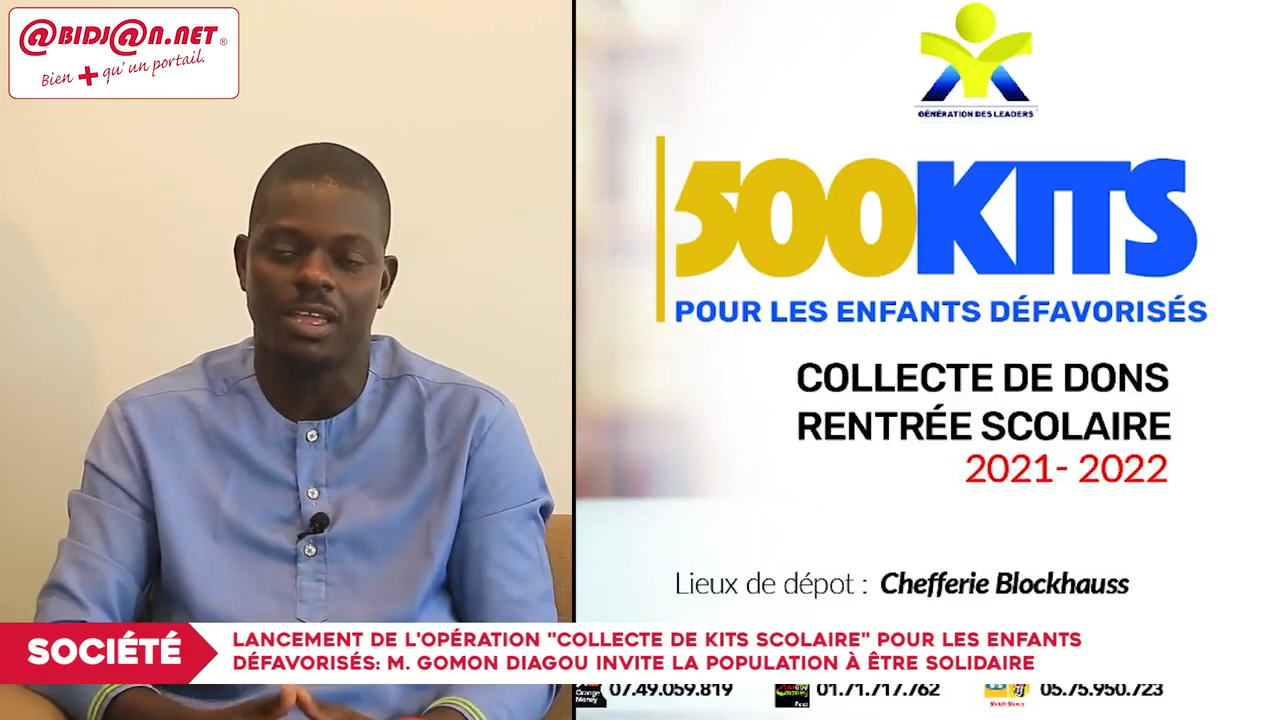 @BIDJ@N.NET®
Bien + qu'un portail.
GÉNÉRATION DES LEADERS
500KITS
POUR LES ENFANTS DÉFAVORISÉS
COLLECTE DE DONS
RENTRÉE SCOLAIRE
2021- 2022
Lieux de dépot : Chefferie Blockhauss
SOCIÉTÉ
LANCEMENT DE L'OPÉRATION "COLLECTE DE KITS SCOLAIRE" POUR LES ENFANTS
DÉFAVORISÉS: M. GOMON DIAGOU INVITE LA POPULATION À ÊTRE SOLIDAIRE
Orange Money 07.49.059.819 01.71.717.762 05.75.950.723